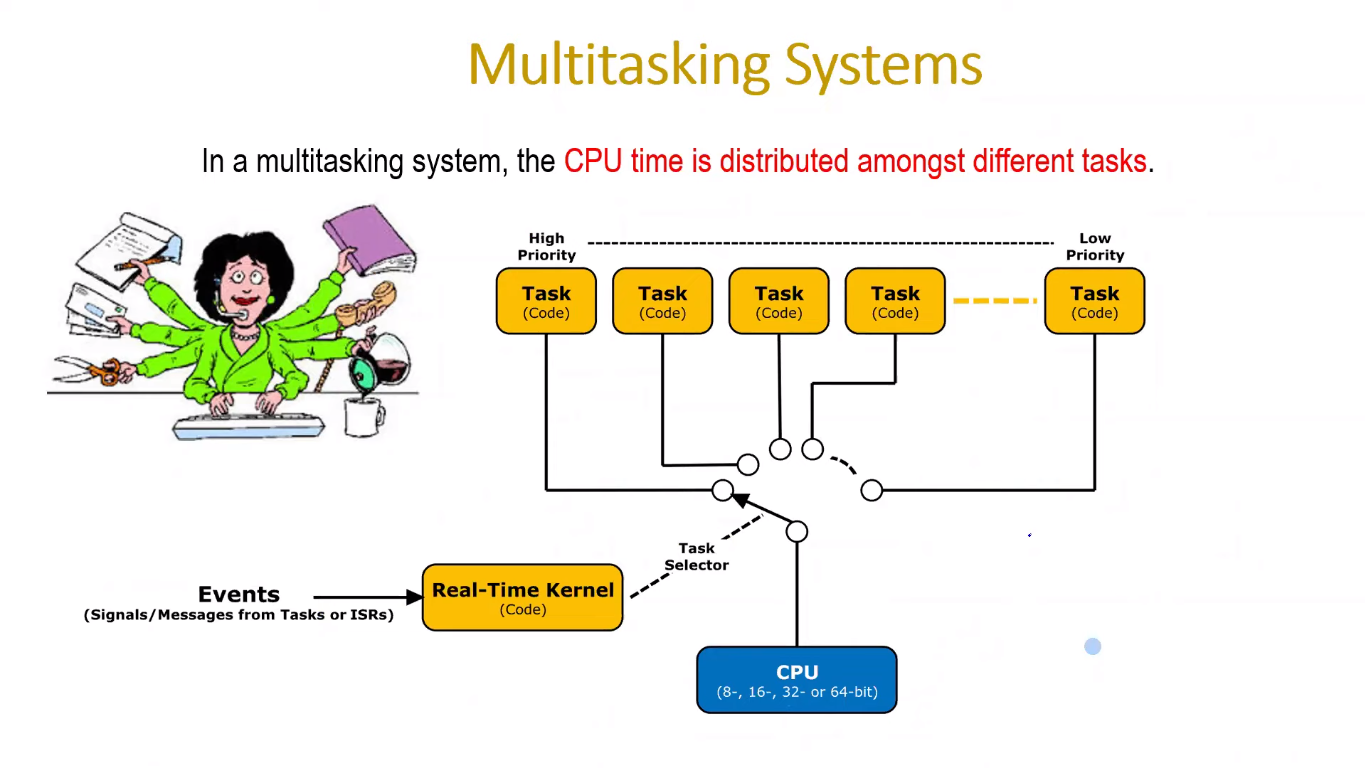 Multitasking Systems
In a multitasking system, the CPU time is distributed amongst different tasks.
High
Priority
Low
Priority
Task
(Code)
Task
(Code)
Task
(Code)
Task
(Code)
Task
(Code)
Task
Selector
Events
(Signals/Messages from Tasks or ISRs)
Real-Time Kernel
(Code)
CPU
(8-, 16-, 32- or 64-bit)